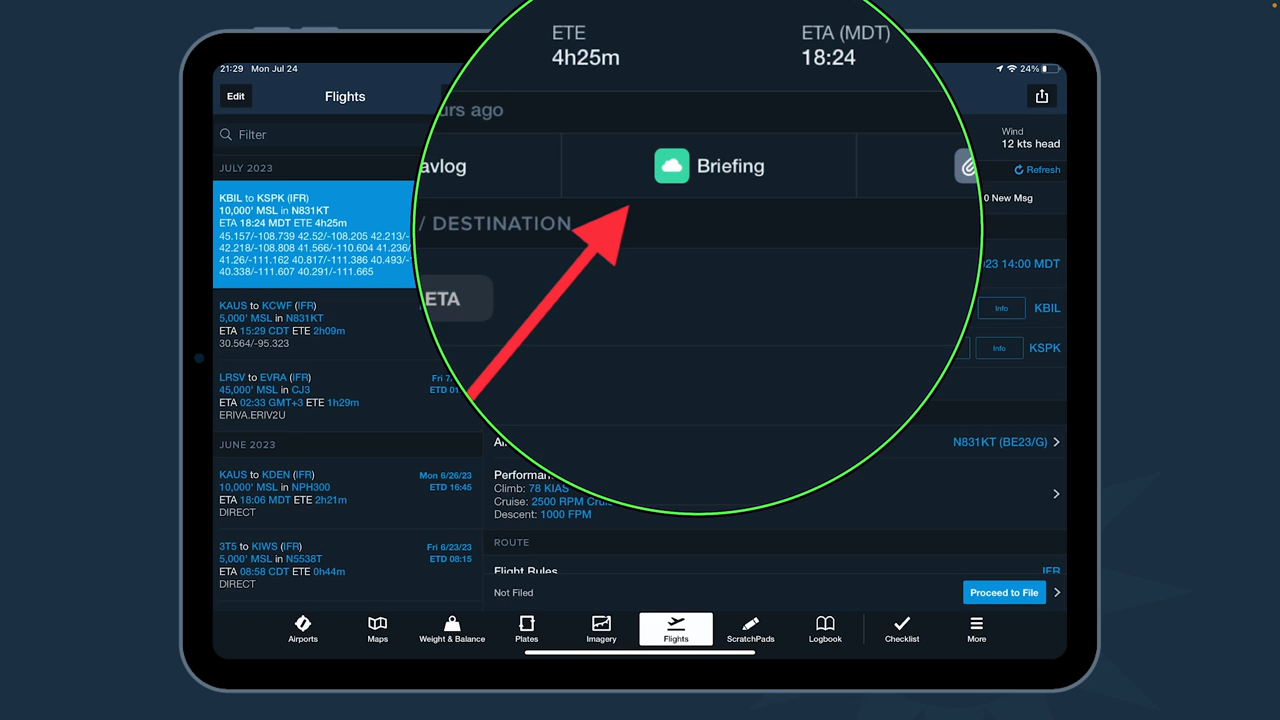 21:29 Mon Jul 24
24%
Edit
Flights
Filter
JULY 2023
KBIL to KSPK (IFR)
10,000' MSL in N831KT
ETA 18:24 MDT ETE 4h25m
45.157/-108.739 42.52/-108.205 42.213/-
42.218/-108.808 41.566/-110.604 41.236/
41.26/-111.162 40.817/-111.386 40.493/-
40.338/-111.607 40.291/-111.665
KAUS to KCWF (IFR)
5,000' MSL in N831KT
ETA 15:29 CDT ETE 2h09m
30.564/-95.323
LRSV to EVRA (IFR)
Fri 7/
45,000' MSL in CJ3
ETD 01
ETA 02:33 GMT+3 ETE 1h29m
ERIVA.ERIV2U
JUNE 2023
KAUS to KDEN (IFR)
Mon 6/26/23
10,000' MSL in NPH300
ETD 16:45
ETA 18:06 MDT ETE 2h21m
DIRECT
3T5 to KIWS (IFR)
Fri 6/23/23
5,000' MSL in N5538T
ETD 08:15
ETA 08:58 CDT ETE 0h44m
DIRECT
ETE
4h25m
ETA (MDT)
18:24
urs ago
avlog
Briefing
/ DESTINATION
ETA
Wind
12 kts head
Refresh
0 New Msg
23 14:00 MDT
Info KBIL
Info KSPK
N831KT (BE23/G)
Performan
Climb: 78 KIAS
Cruise: 2500 RPM Cru
Descent: 1000 FPM
ROUTE
Flight Rules
IFR
Not Filed
Proceed to File
Airports
Maps
Weight & Balance
Plates
Imagery
Flights
ScratchPads
Logbook
Checklist
More